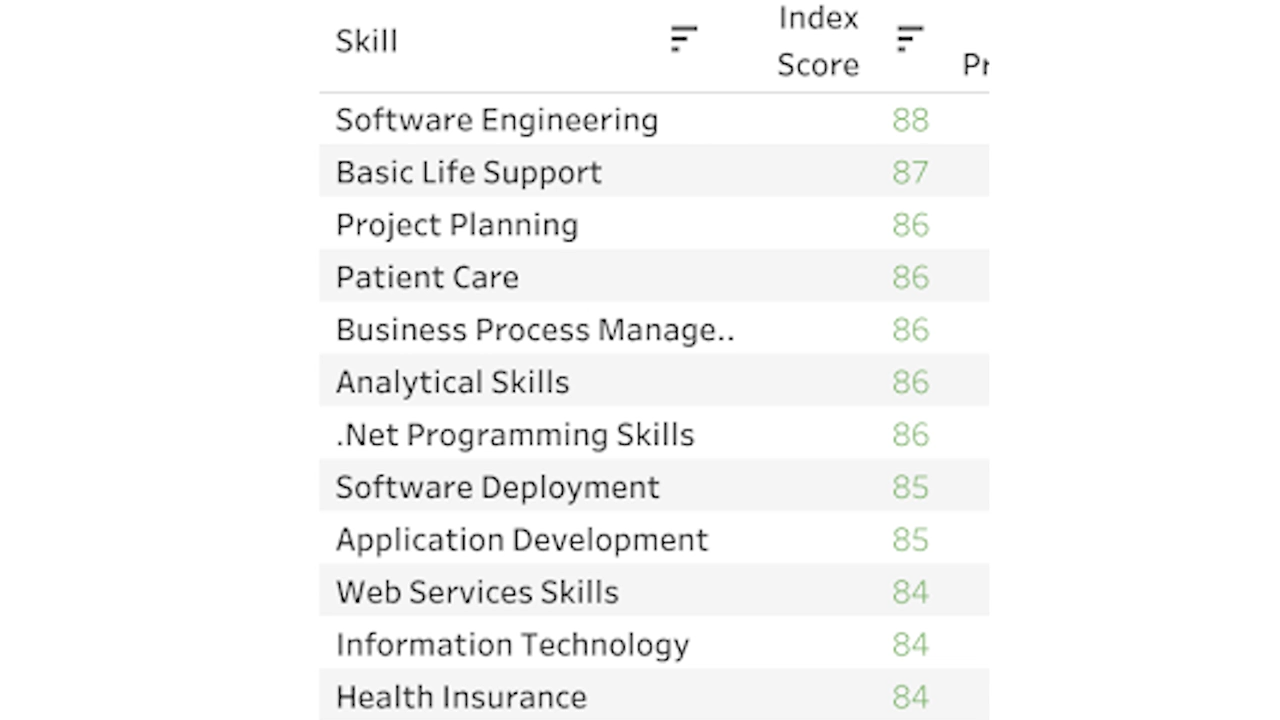 Skill Index Score Pr
Software Engineering 88
Basic Life Support 87
Project Planning 86
Patient Care 86
Business Process Manage.. 86
Analytical Skills 86
.Net Programming Skills 86
Software Deployment 85
Application Development 85
Web Services Skills 84
Information Technology 84
Health Insurance 84